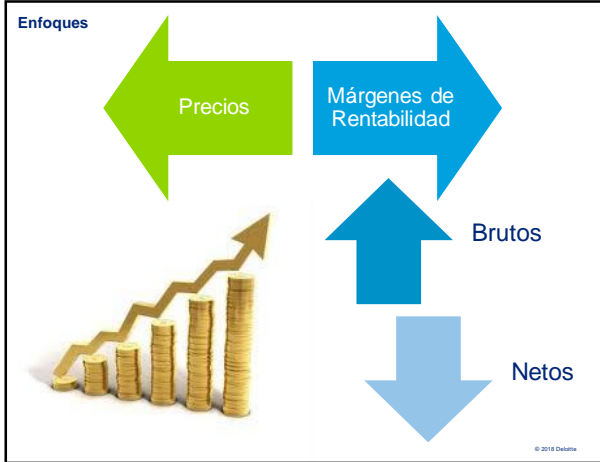 Enfoques
Precios
Márgenes de
Rentabilidad
Brutos
Netos
© 2018 Deloitte